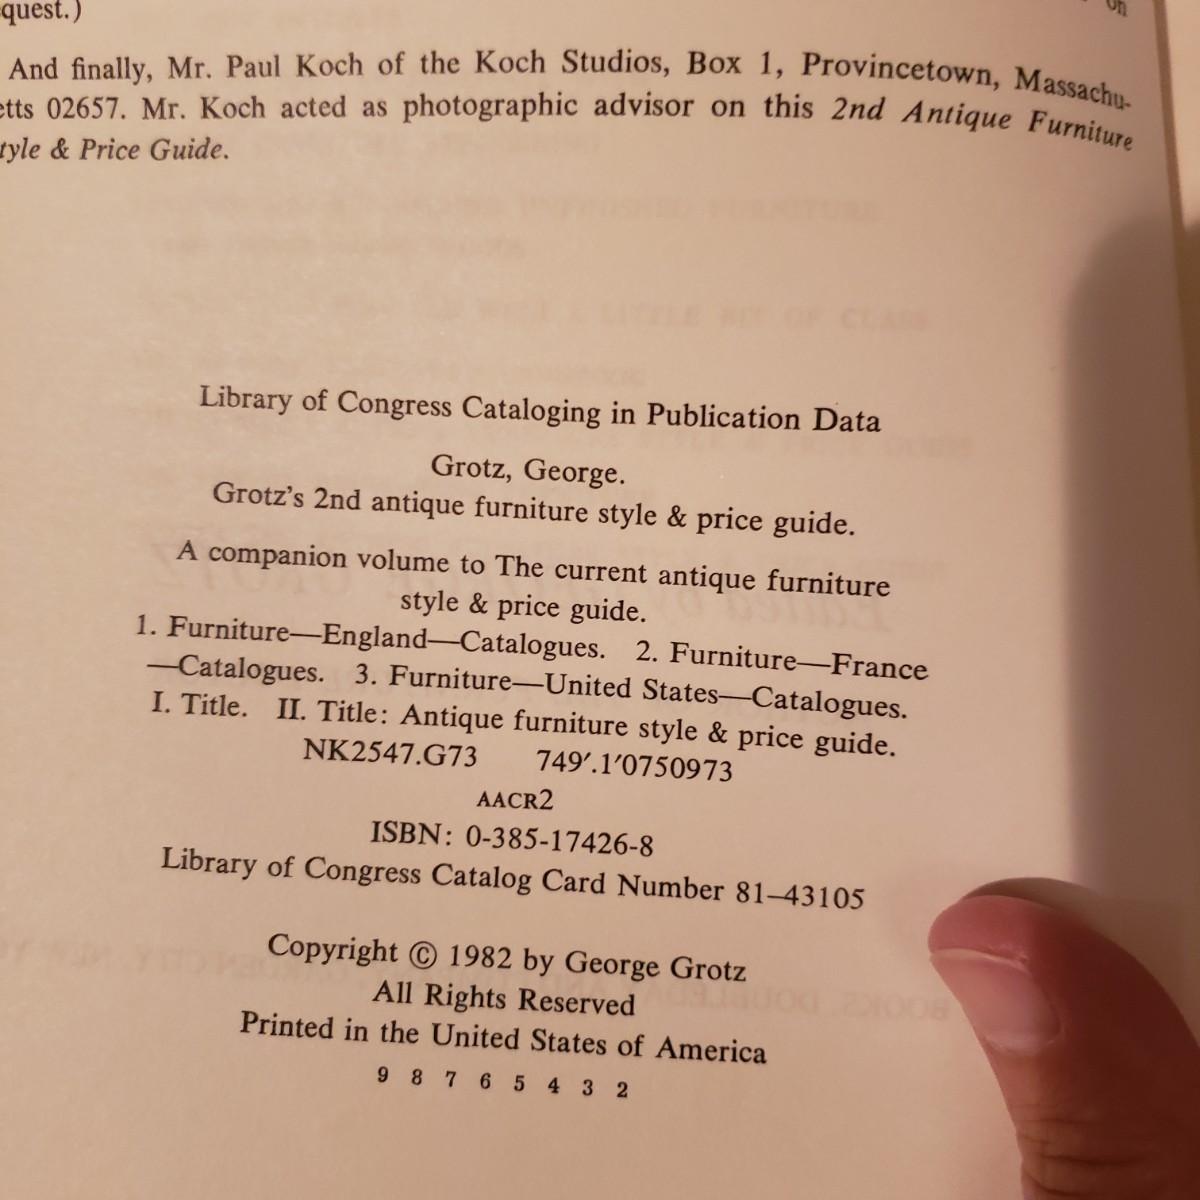 quest.)
on
And finally, Mr. Paul Koch of the Koch Studios, Box 1, Provincetown, Massachu-
etts 02657. Mr. Koch acted as photographic advisor on this 2nd Antique Furniture
tyle & Price Guide.
Library of Congress Cataloging in Publication Data
Grotz, George.
Grotz's 2nd antique furniture style & price guide.
A companion volume to The current antique furniture
style & price guide.
1. Furniture—England—Catalogues. 2. Furniture—France
—Catalogues. 3. Furniture—United States—Catalogues.
I. Title. II. Title: Antique furniture style & price guide.
NK2547.G73 749′.1′0750973
AACR2
ISBN: 0-385-17426-8
Library of Congress Catalog Card Number 81–43105
Copyright © 1982 by George Grotz
All Rights Reserved
Printed in the United States of America
9 8 7 6 5 4 3 2